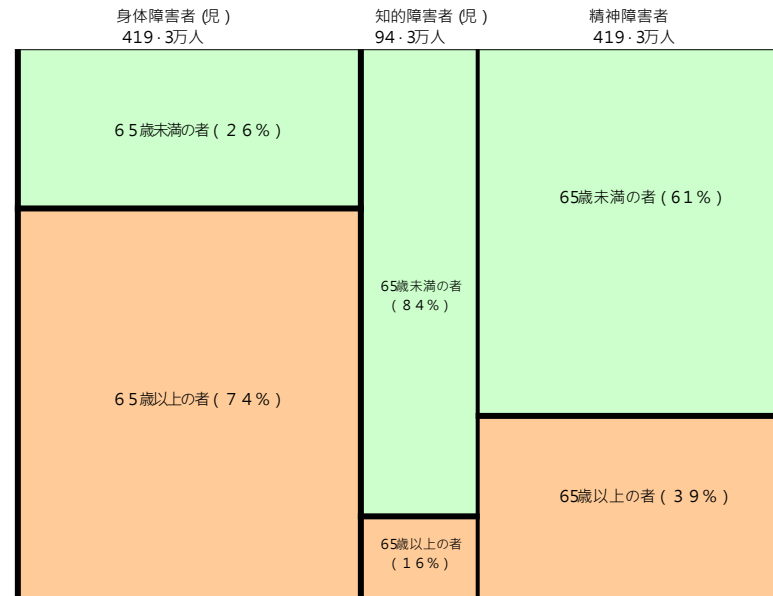 身体障害者(児)
419·3万人
知的障害者(児)
94·3万人
精神障害者
419·3万人
65歳未満の者(26%)
65歳未満の者(61%)
65歳未満の者
(84%)
65歳以上の者(74%)
65歳以上の者(39%)
65歳以上の者
(16%)